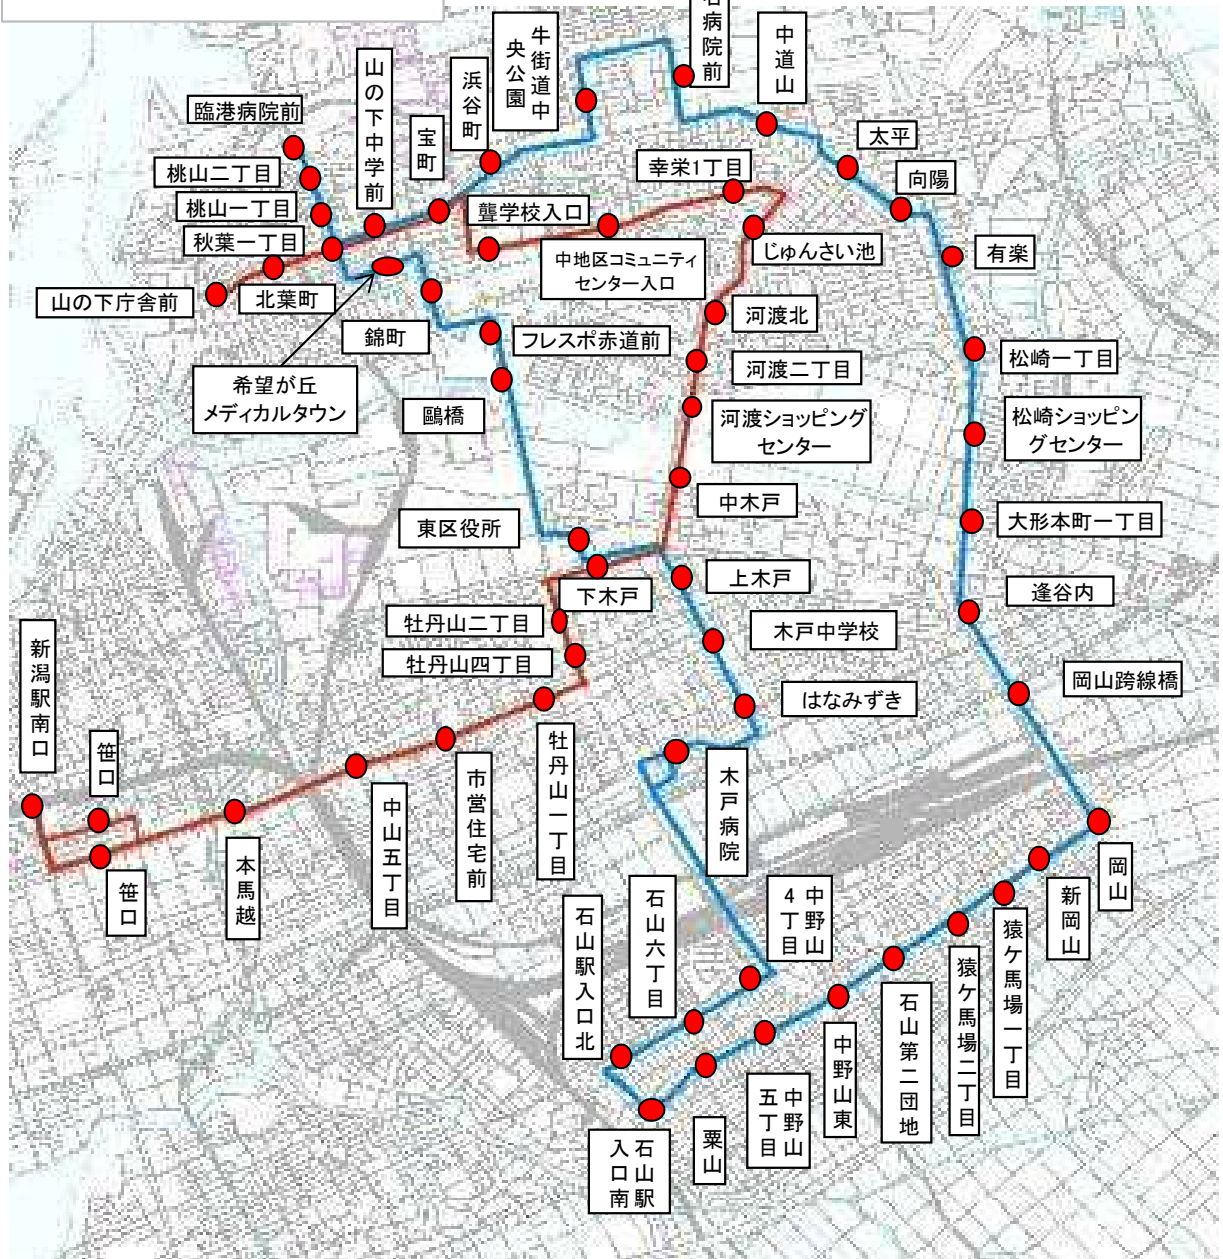 病院前
中道山
牛街道中
央公園
浜谷町
山の下中学前
宝町
臨港病院前
桃山二丁目
桃山一丁目
秋葉一丁目
山の下庁舎前
北葉町
太平
向陽
有楽
幸栄1丁目
聾学校入口
中地区コミュニティ
センター入口
じゅんさい池
河渡北
河渡二丁目
河渡ショッピング
センター
中木戸
錦町
フレスポ赤道前
希望が丘
メディカルタウン
鷗橋
松崎一丁目
松崎ショッピン
グセンター
大形本町一丁目
東区役所
下木戸
上木戸
逢谷内
牡丹山二丁目
牡丹山四丁目
木戸中学校
はなみずき
岡山跨線橋
新潟駅南口
笹口
笹口
本馬越
中山五丁目
市営住宅前
牡丹山一丁目
木戸病院
石山駅入口北
石山六丁目
中野山
4丁目
岡山
新岡山
猿ケ馬場一丁目
猿ケ馬場二丁目
石山第二団地
中野山東
中野山
五丁目
粟山
石山駅
入口南